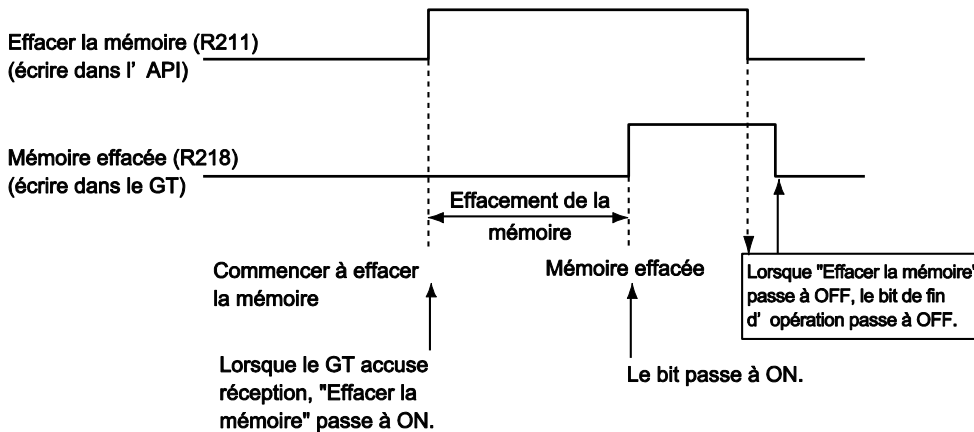 Effacer la mémoire (R211)
(écrire dans l' API)
Mémoire effacée (R218)
(écrire dans le GT)
Effacement de la
mémoire
Commencer à effacer
la mémoire
Mémoire effacée
Lorsque "Effacer la mémoire"
passe à OFF, le bit de fin
d' opération passe à OFF.
Lorsque le GT accuse
réception, "Effacer la
mémoire" passe à ON.
Le bit passe à ON.